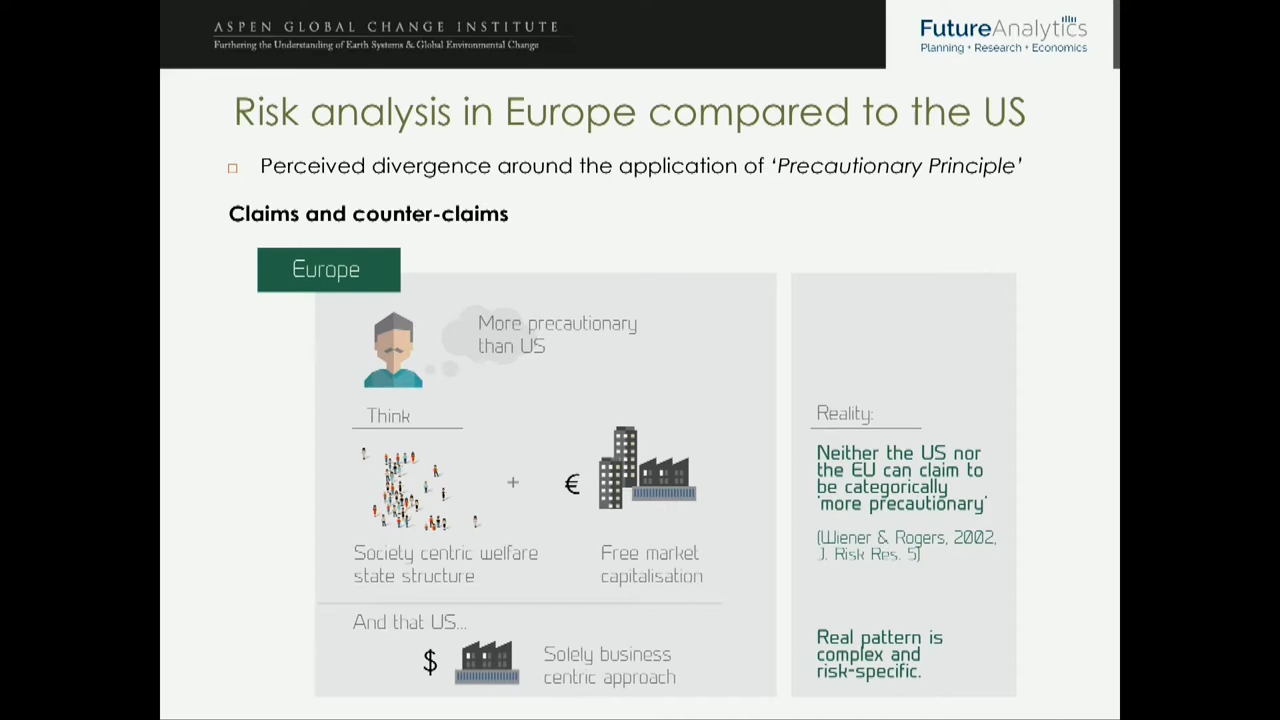 ASPEN GLOBAL CHANGE INSTITUTE
Furthering the Understanding of Earth Systems & Global Environmental Change
FutureAnalytics
Planning + Research + Economics
Risk analysis in Europe compared to the US
Perceived divergence around the application of ‘Precautionary Principle’
Claims and counter-claims
Europe
More precautionary
than US
Think
+
€
Society centric welfare
state structure
Free market
capitalisation
And that US...
$
Solely business
centric approach
Reality:
Neither the US nor
the EU can claim to
be categorically
'more precautionary'
(Wiener & Rogers, 2002,
J. Risk Res. 5)
Real pattern is
complex and
risk-specific.